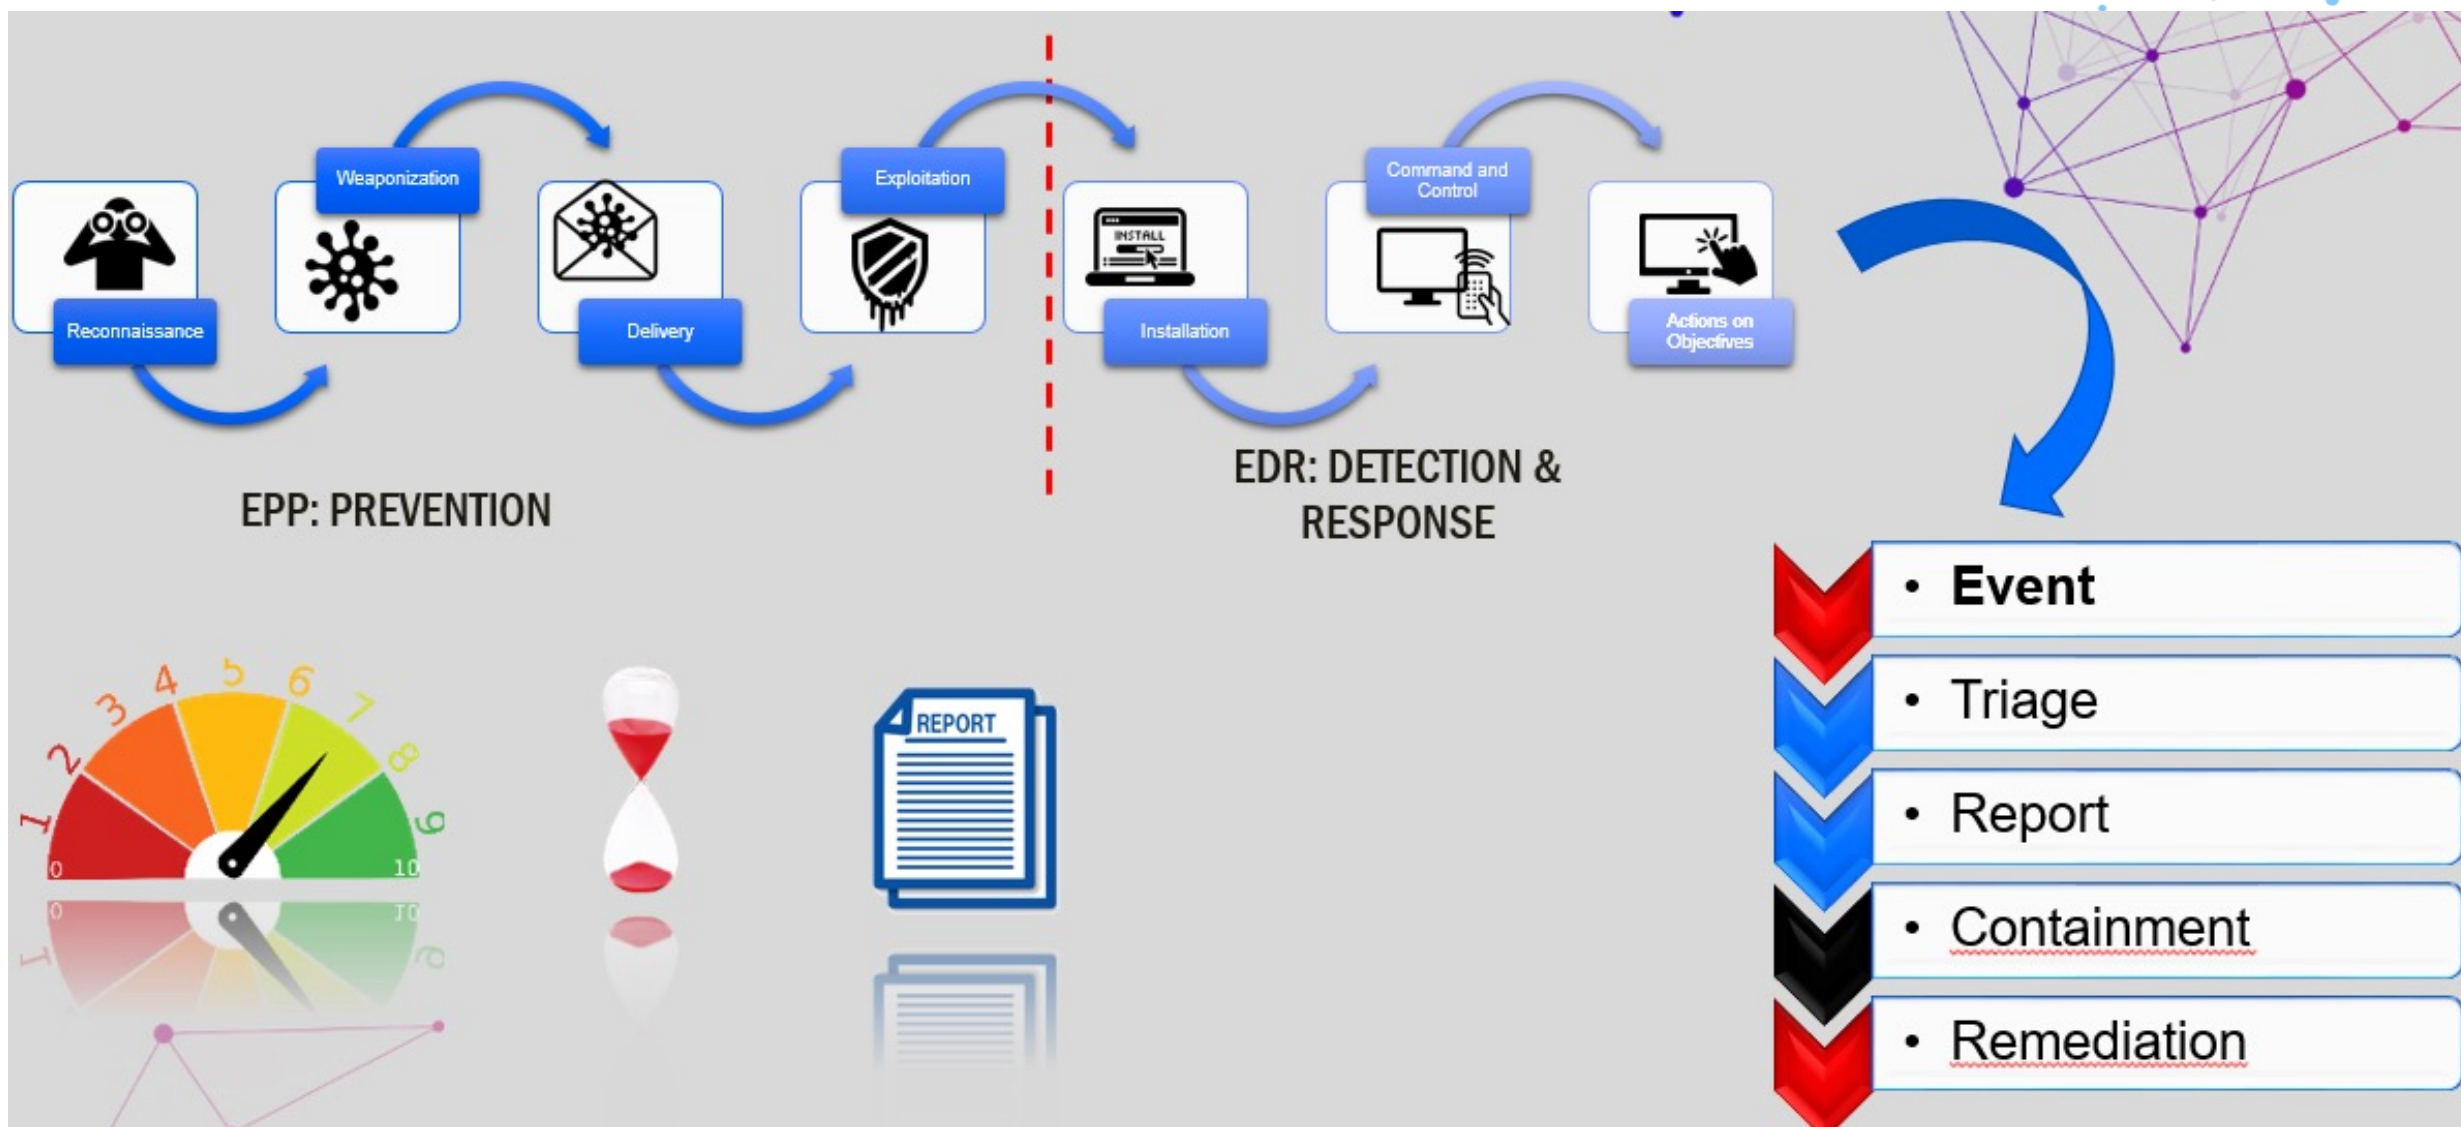 Reconnaissance
Weaponization
Delivery
Exploitation
INSTALL
Installation
Command and
Control
Actions on
Objectives
EPP: PREVENTION
EDR: DETECTION &
RESPONSE
0
1
2
3
4
5
6
7
8
9
10
REPORT
• Event
• Triage
• Report
• Containment
• Remediation